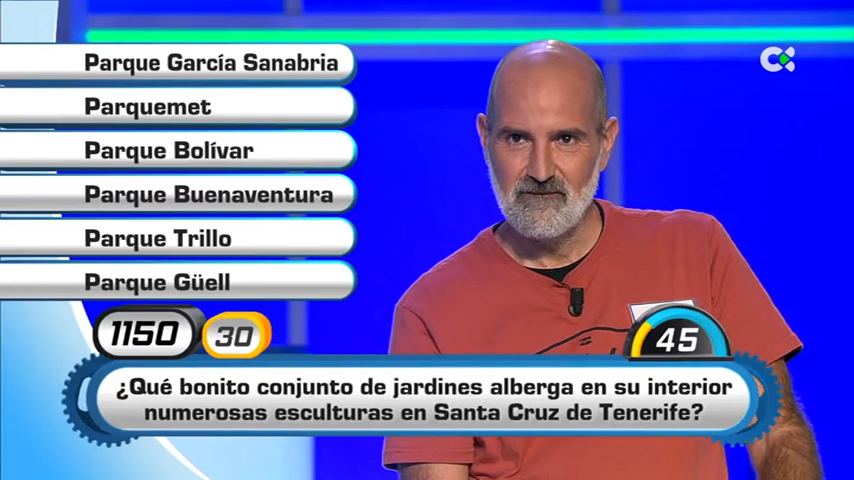 Parque García Sanabria
Parquemet
Parque Bolívar
Parque Buenaventura
Parque Trillo
Parque Güell
1150
30
45
¿Qué bonito conjunto de jardines alberga en su interior
numerosas esculturas en Santa Cruz de Tenerife?